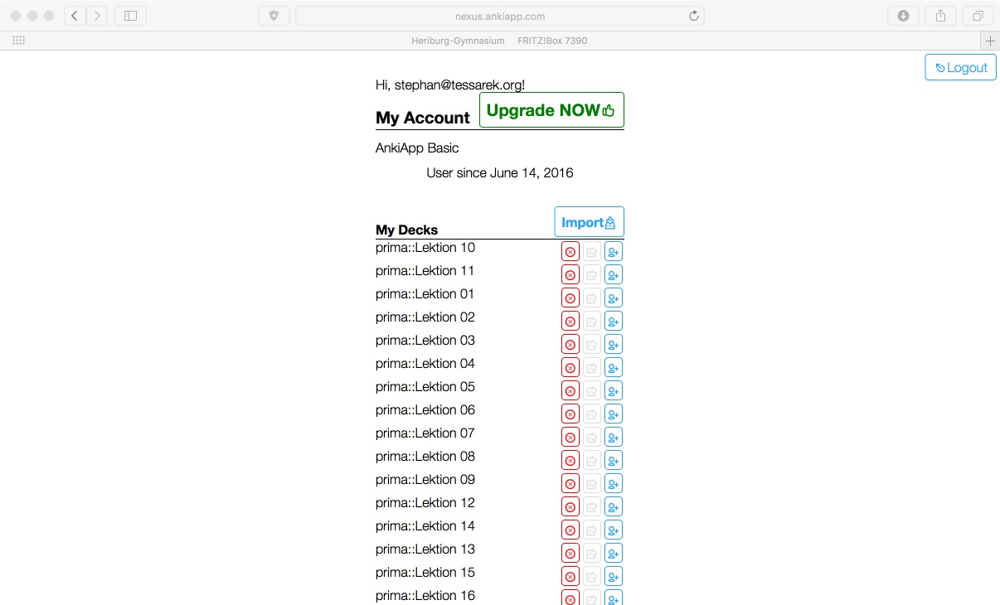 nexus.ankiapp.com
Heriburg-Gymnasium FRITZ!Box 7390
Logout
Hi, stephan@tessarek.org!
My Account Upgrade NOW
AnkiApp Basic
User since June 14, 2016
My Decks Import
prima::Lektion 10
prima::Lektion 11
prima::Lektion 01
prima::Lektion 02
prima::Lektion 03
prima::Lektion 04
prima::Lektion 05
prima::Lektion 06
prima::Lektion 07
prima::Lektion 08
prima::Lektion 09
prima::Lektion 12
prima::Lektion 14
prima::Lektion 13
prima::Lektion 15
prima::Lektion 16